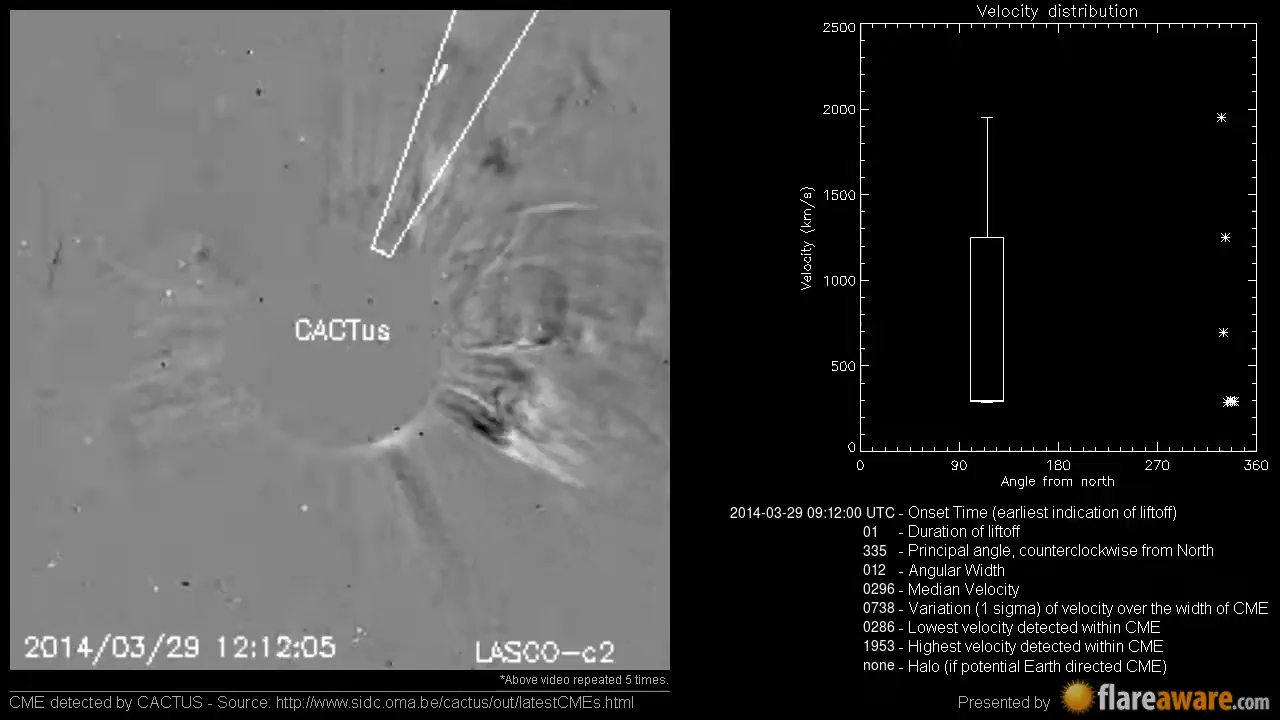 Velocity distribution
2500
2000
1500
1000
500
0
Velocity (km/s)
0 90 180 270 360
Angle from north
CACTus
2014/03/29 12:12:05 LASCO-c2
*Above video repeated 5 times.
CME detected by CACTUS - Source: http://www.sidc.oma.be/cactus/out/latestCMEs.html
2014-03-29 09:12:00 UTC - Onset Time (earliest indication of liftoff)
01 - Duration of liftoff
335 - Principal angle, counterclockwise from North
012 - Angular Width
0296 - Median Velocity
0738 - Variation (1 sigma) of velocity over the width of CME
0286 - Lowest velocity detected within CME
1953 - Highest velocity detected within CME
none - Halo (if potential Earth directed CME)
Presented by flareaware.com